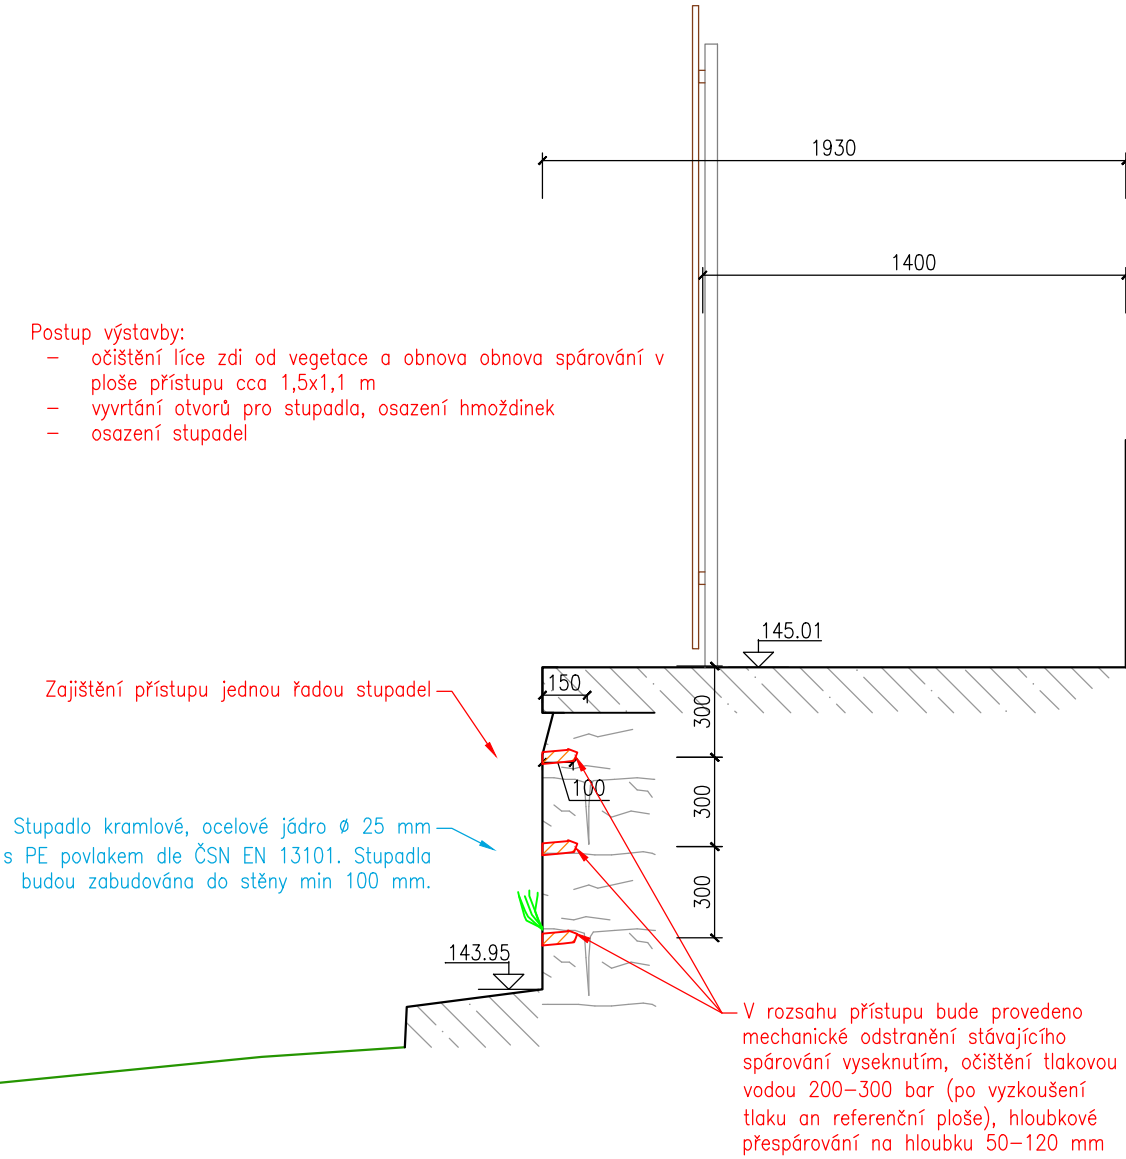 1930
1400
Postup výstavby:
– očištění líce zdi od vegetace a obnova obnova spárování v
ploše přístupu cca 1,5x1,1 m
– vyvrtání otvorů pro stupadla, osazení hmoždinek
– osazení stupadel
145.01
Zajištění přístupu jednou řadou stupadel
150
300
100
300
Stupadlo kramlové, ocelové jádro ø 25 mm
s PE povlakem dle ČSN EN 13101. Stupadla
budou zabudována do stěny min 100 mm.
300
143.95
V rozsahu přístupu bude provedeno
mechanické odstranění stávajícího
spárování vyseknutím, očištění tlakovou
vodou 200–300 bar (po vyzkoušení
tlaku an referenční ploše), hloubkové
přespárování na hloubku 50–120 mm